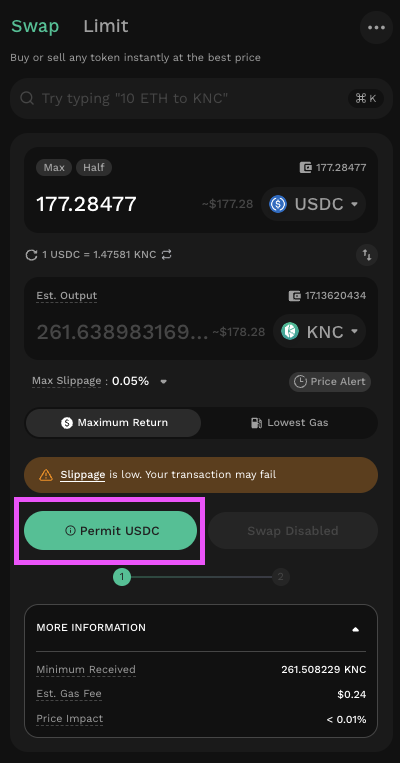 Swap Limit
Buy or sell any token instantly at the best price
Try typing "10 ETH to KNC" ⌘ K
Max Half 177.28477
177.28477 ~$177.28 USDC
1 USDC = 1.47581 KNC
Est. Output 17.13620434
261.638983169... ~$178.28 KNC
Max Slippage : 0.05% Price Alert
Maximum Return Lowest Gas
Slippage is low. Your transaction may fail
Permit USDC Swap Disabled
1 2
MORE INFORMATION
Minimum Received 261.508229 KNC
Est. Gas Fee $0.24
Price Impact < 0.01%